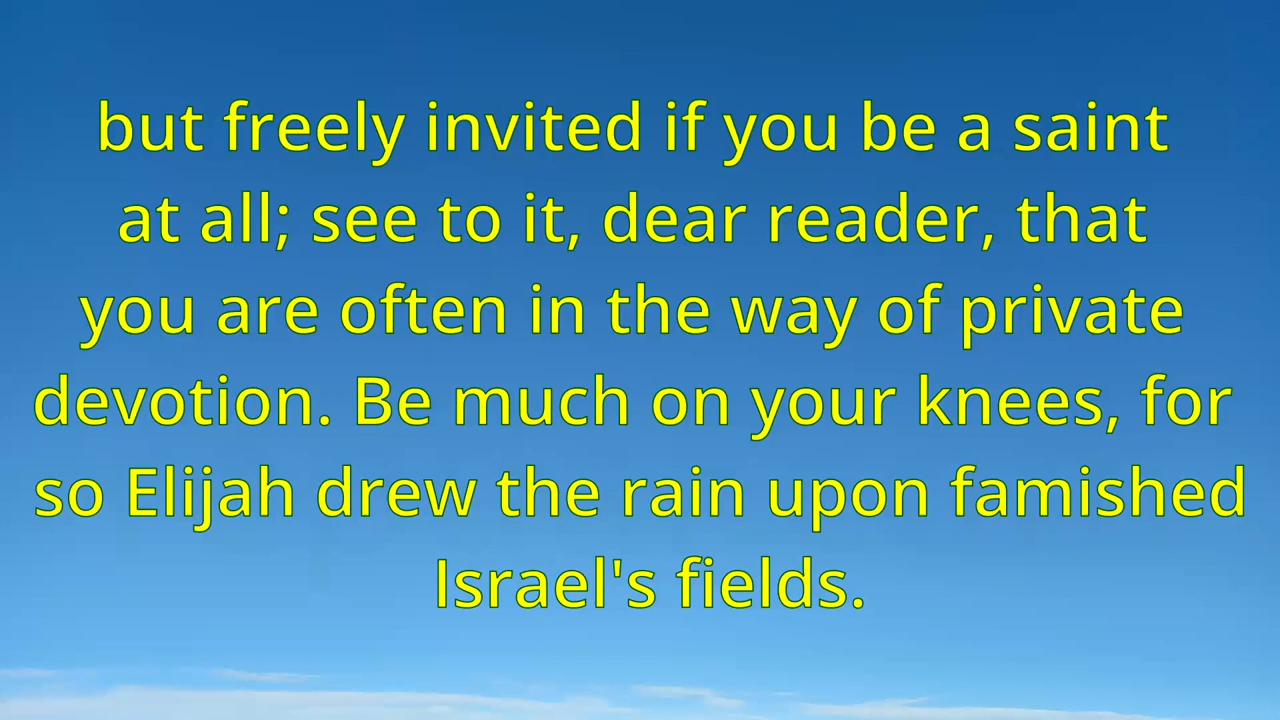 but freely invited if you be a saint
at all; see to it, dear reader, that
you are often in the way of private
devotion. Be much on your knees, for
so Elijah drew the rain upon famished
Israel's fields.